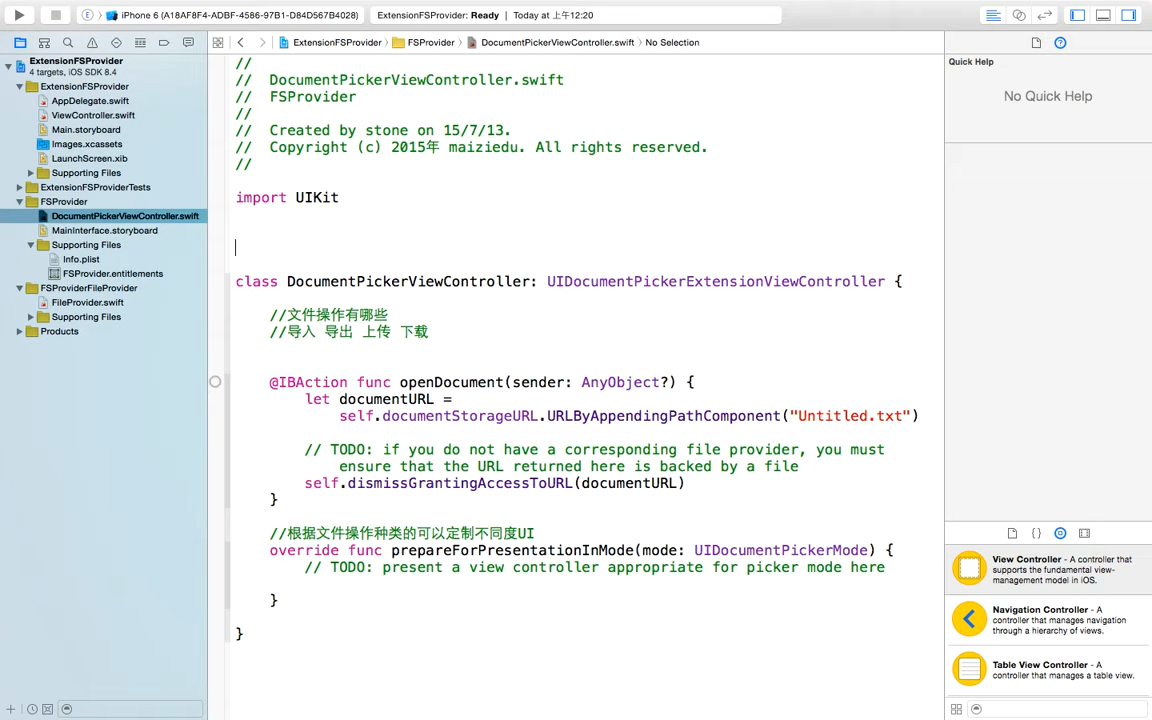 iPhone 6 (A18AF8F4-ADBF-4586-97B1-D84D567B4028)
ExtensionFSProvider: Ready | Today at 上午12:20
ExtensionFSProvider
FSProvider
DocumentPickerViewController.swift
No Selection
ExtensionFSProvider
4 targets, iOS SDK 8.4
ExtensionFSProvider
AppDelegate.swift
ViewController.swift
Main.storyboard
Images.xcassets
LaunchScreen.xib
Supporting Files
ExtensionFSProviderTests
FSProvider
DocumentPickerViewController.swift
MainInterface.storyboard
Supporting Files
Info.plist
FSProvider.entitlements
FSProviderFileProvider
FileProvider.swift
Supporting Files
Products
//
// DocumentPickerViewController.swift
// FSProvider
//
// Created by stone on 15/7/13.
// Copyright (c) 2015年 maiziedu. All rights reserved.
//
import UIKit
class DocumentPickerViewController: UIDocumentPickerExtensionViewController {
//文件操作有哪些
//导入 导出 上传 下载
@IBAction func openDocument(sender: AnyObject?) {
let documentURL =
self.documentStorageURL.URLByAppendingPathComponent("Untitled.txt")
// TODO: if you do not have a corresponding file provider, you must
ensure that the URL returned here is backed by a file
self.dismissGrantingAccessToURL(documentURL)
}
//根据文件操作种类的可以定制不同度UI
override func prepareForPresentationInMode(mode: UIDocumentPickerMode) {
// TODO: present a view controller appropriate for picker mode here
}
}
Quick Help
No Quick Help
View Controller - A controller that
supports the fundamental view-
management model in iOS.
Navigation Controller - A
controller that manages navigation
through a hierarchy of views.
Table View Controller - A
controller that manages a table view.